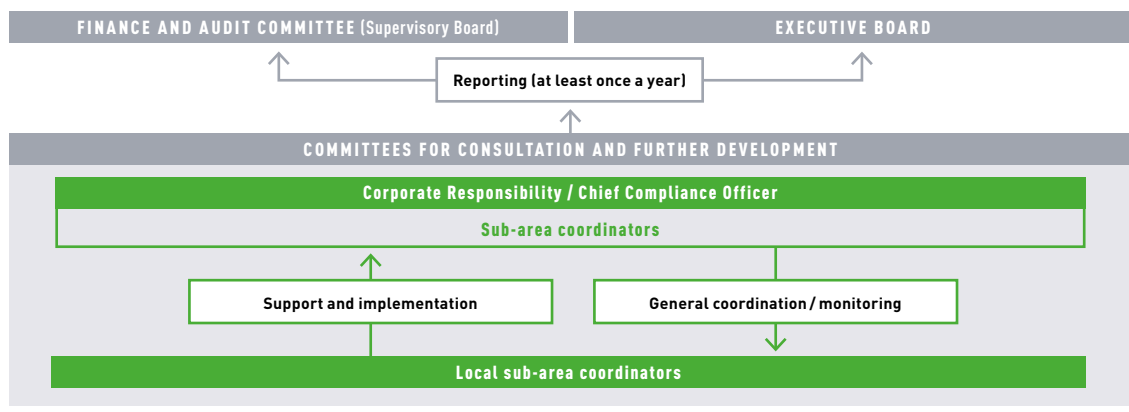 FINANCE AND AUDIT COMMITTEE (Supervisory Board)
EXECUTIVE BOARD
Reporting (at least once a year)
COMMITTEES FOR CONSULTATION AND FURTHER DEVELOPMENT
Corporate Responsibility / Chief Compliance Officer
Sub-area coordinators
Support and implementation
General coordination / monitoring
Local sub-area coordinators